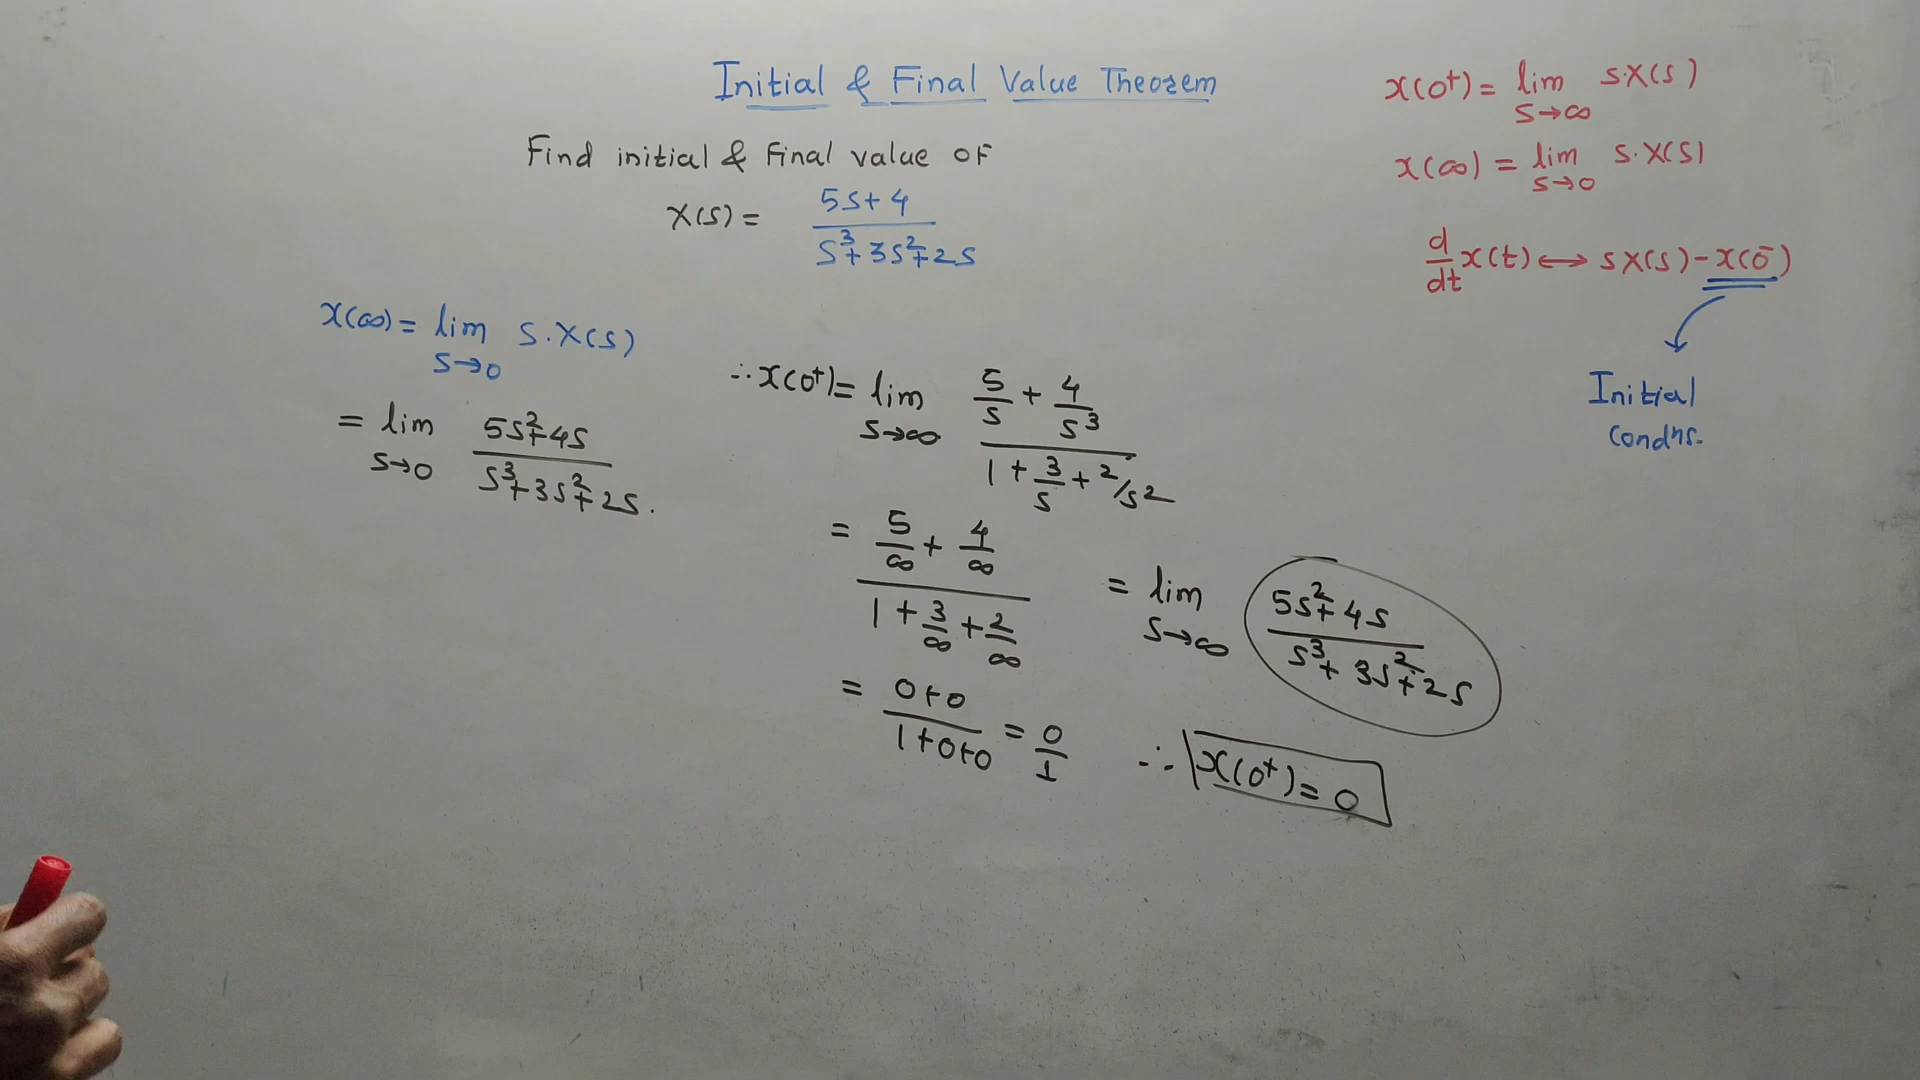 Initial & Final Value Theorem
Find initial & Final value OF
X(s) = (5s+4)/(s³+3s²+2s)
x(0⁺) = lim s→∞ s.X(s)
x(∞) = lim s→0 s.X(s)
d/dt x(t) ↔ sX(s) - x(0⁻)
Initial
condns.
x(∞) = lim s→0 s.X(s)
= lim s→0 (5s²+4s)/(s³+3s²+2s).
∴ x(0⁺) = lim s→∞ (5/s + 4/s³)/(1 + 3/s + 2/s²)
= (5/∞ + 4/∞)/(1 + 3/∞ + 2/∞)
= (0+0)/(1+0+0) = 0/1
= lim s→∞ (5s²+4s)/(s³+3s²+2s)
∴ x(0⁺) = 0